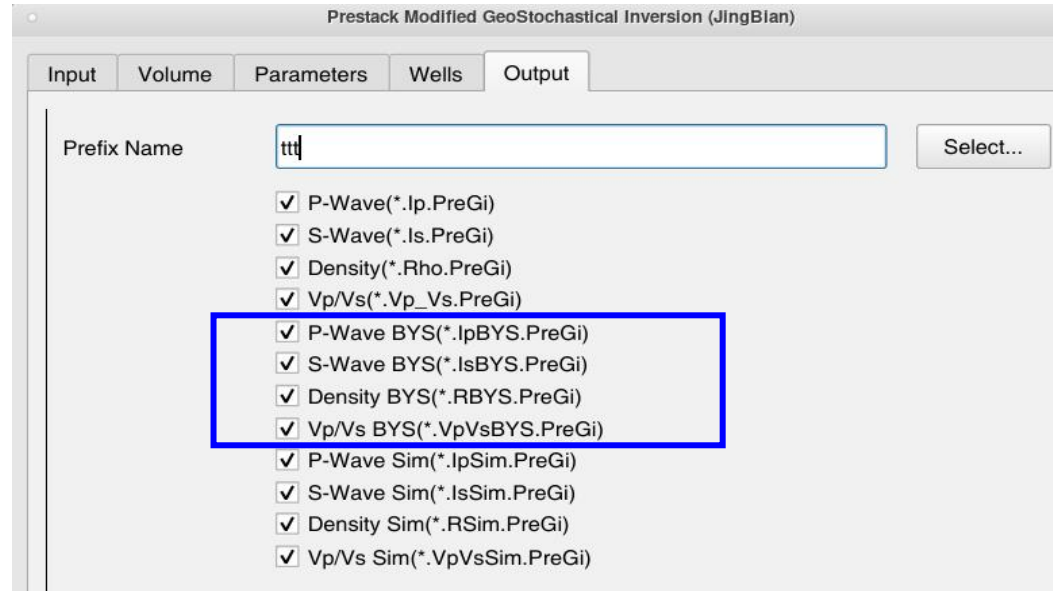 Prestack Modified GeoStochastical Inversion (JingBian)
Input Volume Parameters Wells Output
Prefix Name ttt Select...
P-Wave(*.Ip.PreGi)
S-Wave(*.Is.PreGi)
Density(*.Rho.PreGi)
Vp/Vs(*.Vp_Vs.PreGi)
P-Wave BYS(*.IpBYS.PreGi)
S-Wave BYS(*.IsBYS.PreGi)
Density BYS(*.RBYS.PreGi)
Vp/Vs BYS(*.VpVsBYS.PreGi)
P-Wave Sim(*.IpSim.PreGi)
S-Wave Sim(*.IsSim.PreGi)
Density Sim(*.RSim.PreGi)
Vp/Vs Sim(*.VpVsSim.PreGi)